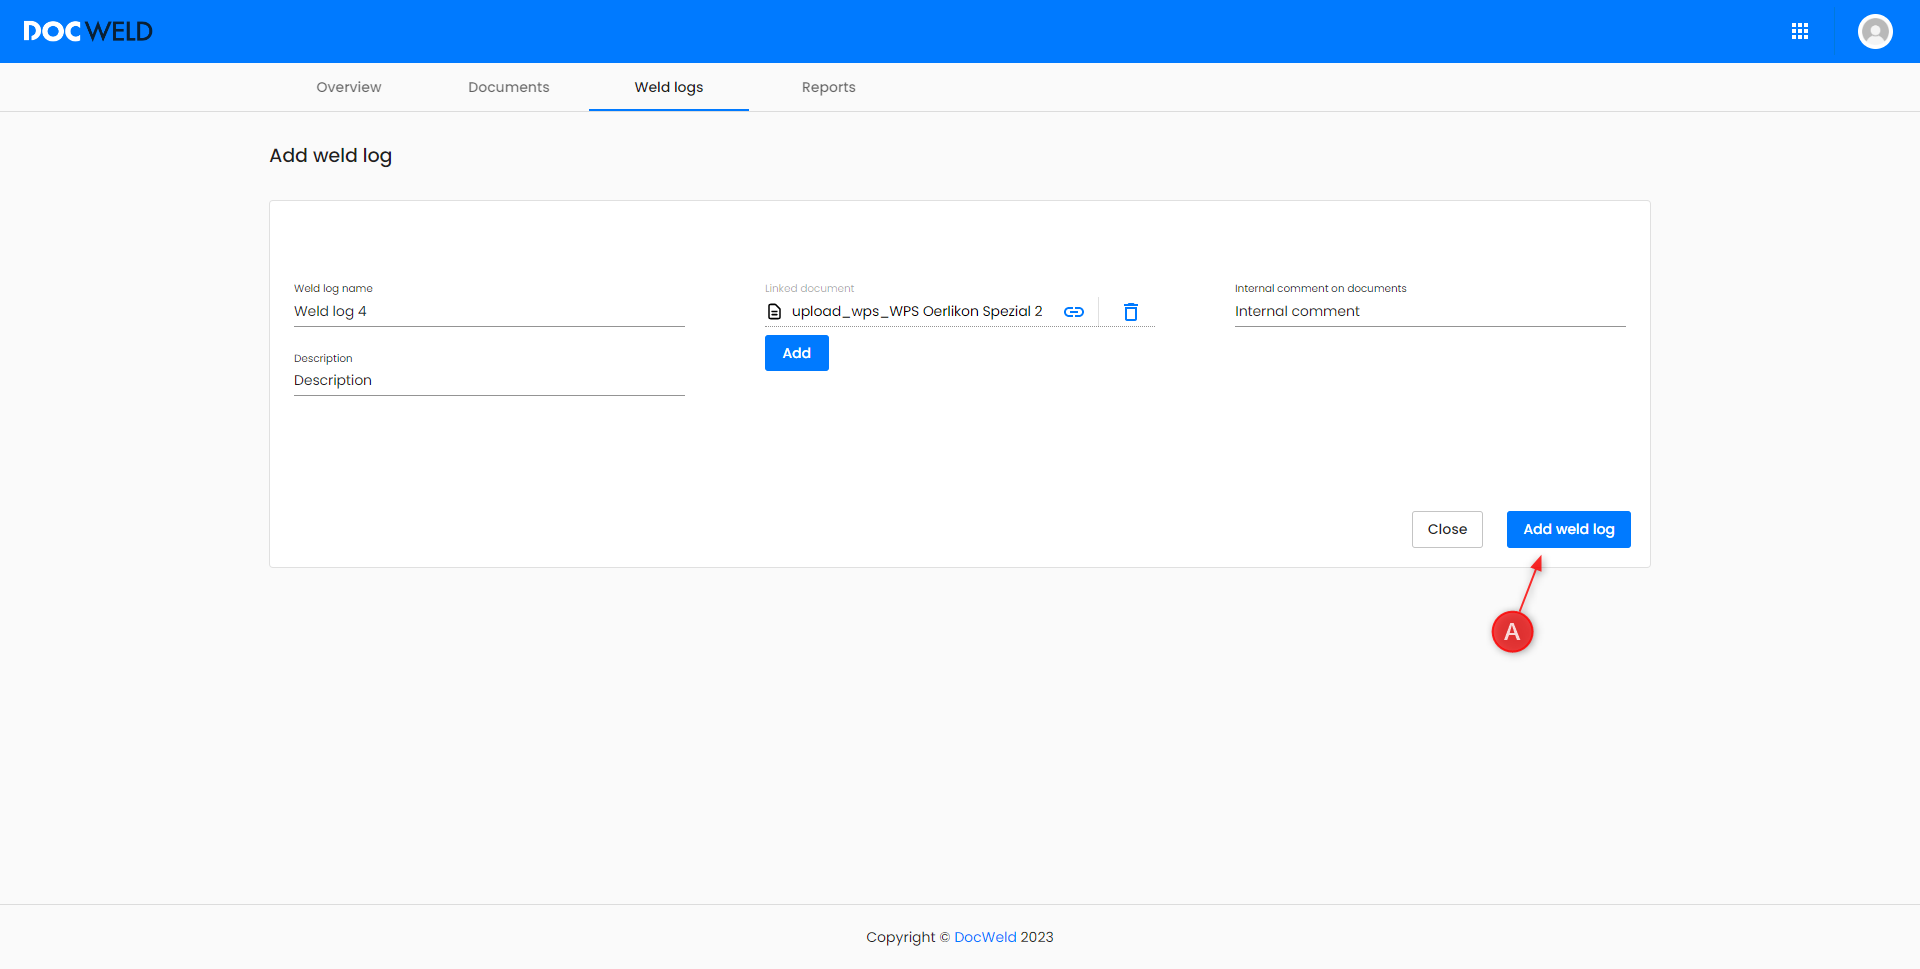 DOCWELD
Overview Documents Weld logs Reports
Add weld log
Weld log name
Weld log 4
Description
Description
Linked document
upload_wps_WPS Oerlikon Spezial 2
Add
Internal comment on documents
Internal comment
Close Add weld log
A
Copyright © DocWeld 2023